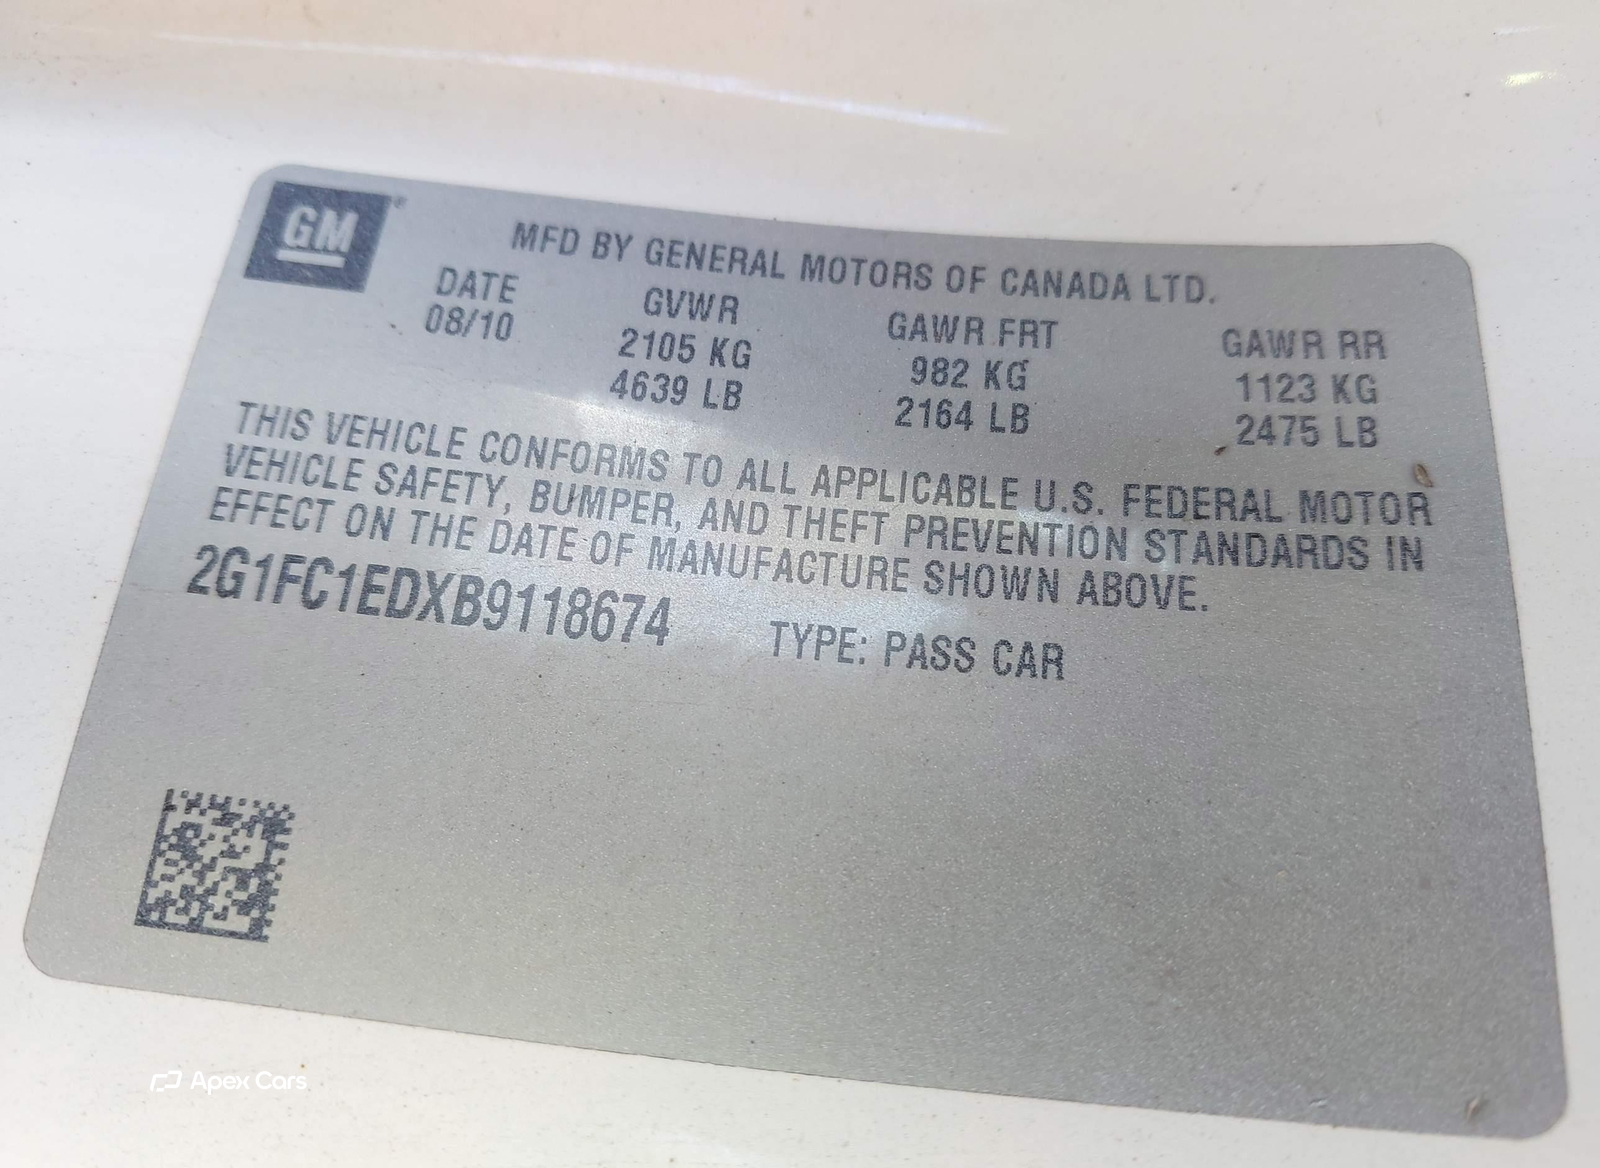 GM
MFD BY GENERAL MOTORS OF CANADA LTD.
DATE GVWR GAWR FRT GAWR RR
08/10 2105 KG 982 KG 1123 KG
4639 LB 2164 LB 2475 LB
THIS VEHICLE CONFORMS TO ALL APPLICABLE U.S. FEDERAL MOTOR
VEHICLE SAFETY, BUMPER, AND THEFT PREVENTION STANDARDS IN
EFFECT ON THE DATE OF MANUFACTURE SHOWN ABOVE.
2G1FC1EDXB9118674 TYPE: PASS CAR
Apex Cars